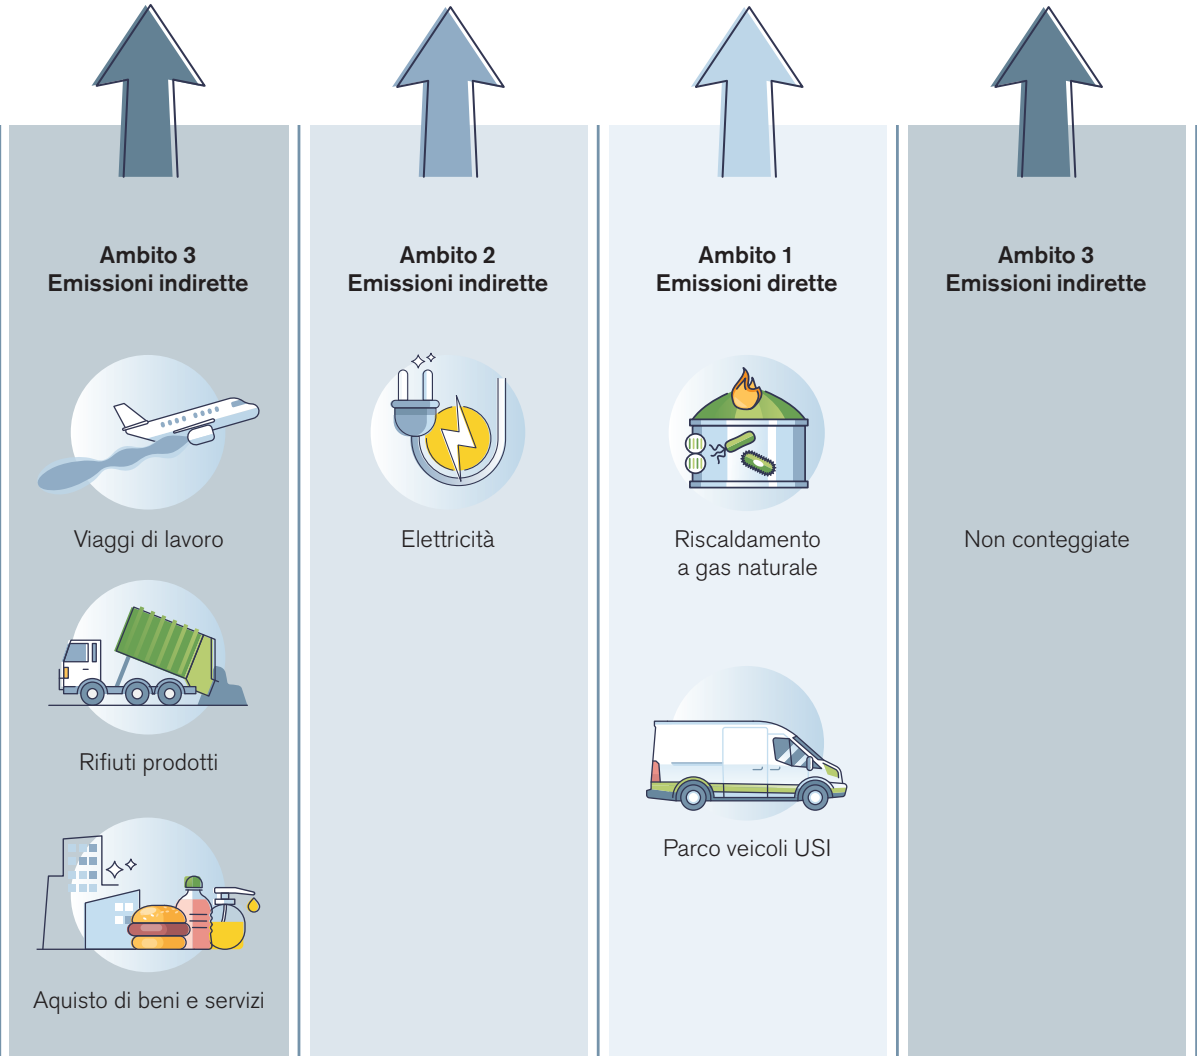 Ambito 3
Emissioni indirette
Viaggi di lavoro
Rifiuti prodotti
Aquisto di beni e servizi
Ambito 2
Emissioni indirette
Elettricità
Ambito 1
Emissioni dirette
Riscaldamento
a gas naturale
Parco veicoli USI
Ambito 3
Emissioni indirette
Non conteggiate